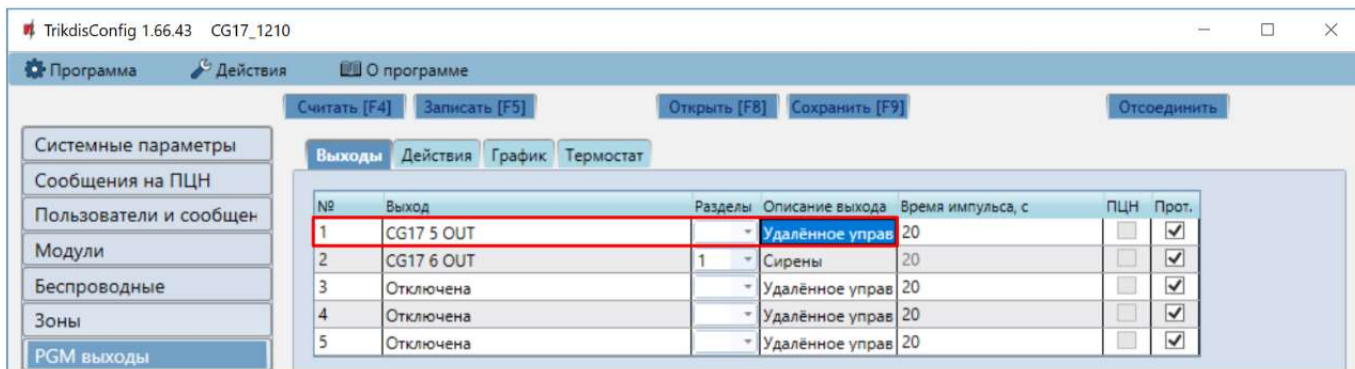 TrikdisConfig 1.66.43 CG17_1210
Программа Действия О программе
Считать [F4] Записать [F5] Открыть [F8] Сохранить [F9] Отсоединить
Системные параметры
Сообщения на ПЦН
Пользователи и сообщен
Модули
Беспроводные
Зоны
PGM выходы
Выходы Действия График Термостат
№ Выход Разделы Описание выхода Время импульса, с ПЦН Прот.
1 CG17 5 OUT Удалённое управ 20
2 CG17 6 OUT 1 Сирены 20
3 Отключена Удалённое управ 20
4 Отключена Удалённое управ 20
5 Отключена Удалённое управ 20